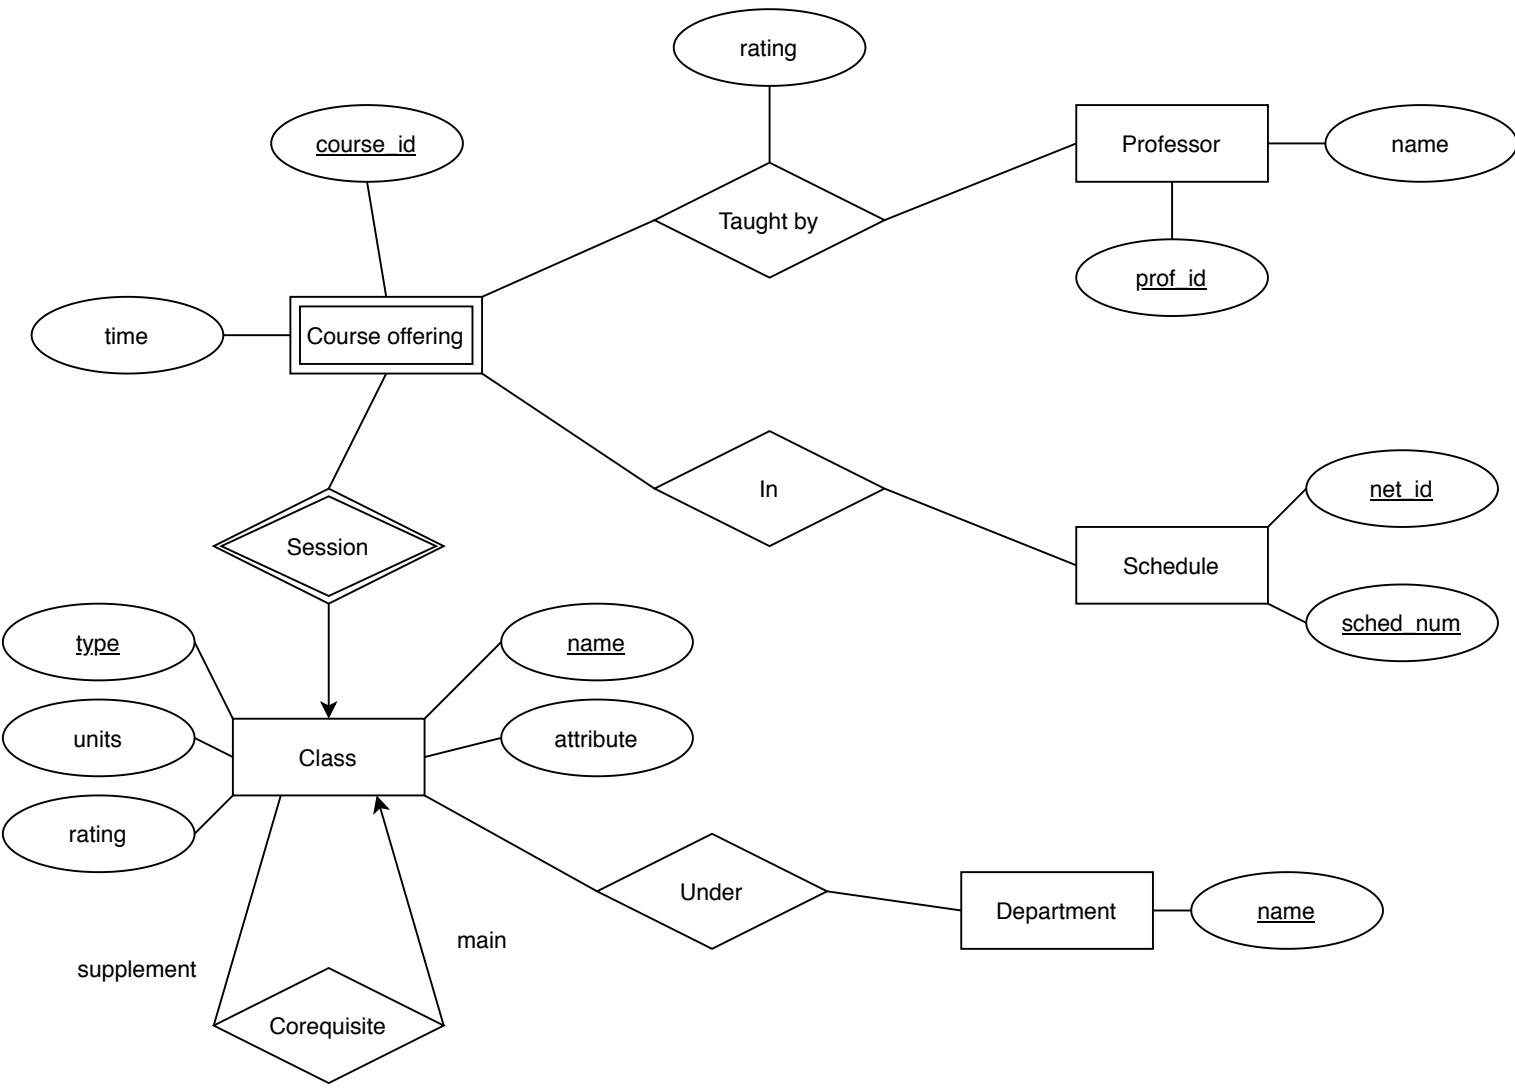 rating
course_id
Professor
name
Taught by
prof_id
time
Course offering
In
net_id
Session
Schedule
type
name
sched_num
units
attribute
Class
rating
Under
Department
name
main
supplement
Corequisite